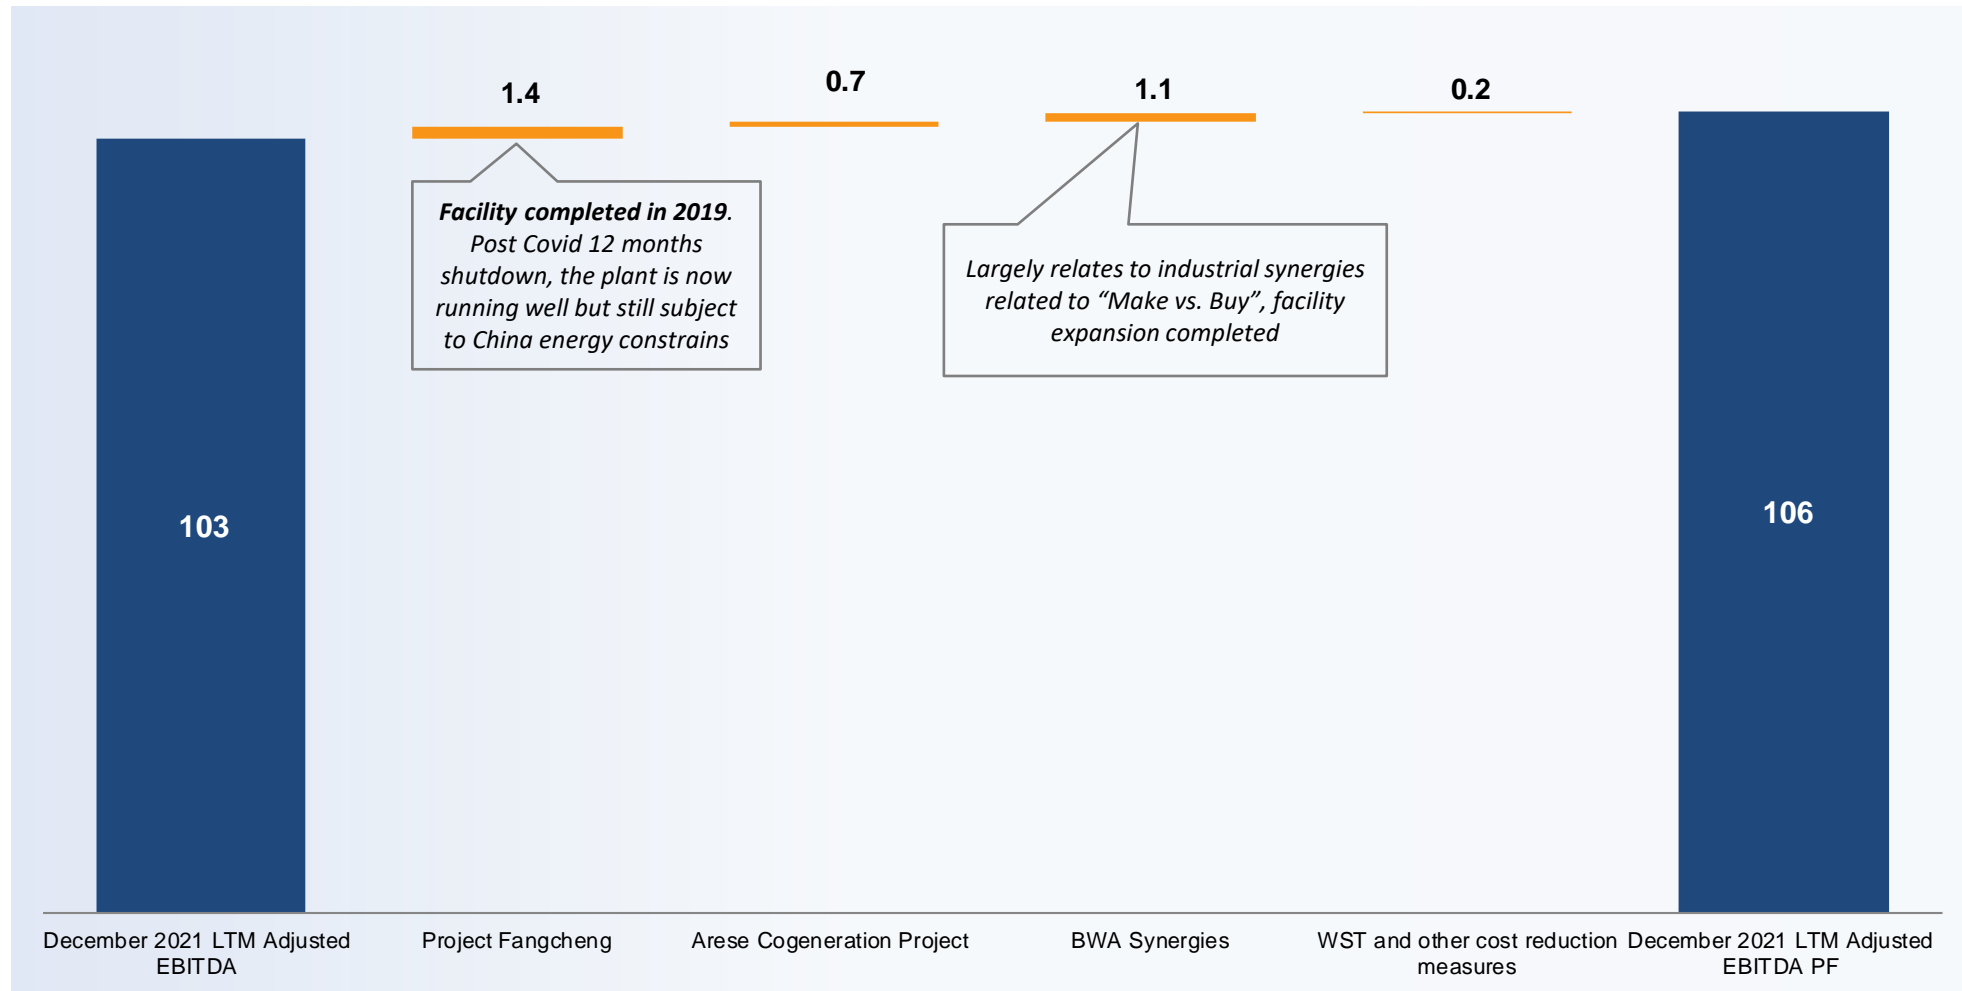 1.4
0.7
1.1
0.2
Facility completed in 2019.
Post Covid 12 months
shutdown, the plant is now
running well but still subject
to China energy constrains
Largely relates to industrial synergies
related to “Make vs. Buy”, facility
expansion completed
103
106
December 2021 LTM Adjusted
EBITDA
Project Fangcheng
Arese Cogeneration Project
BWA Synergies
WST and other cost reduction
measures
December 2021 LTM Adjusted
EBITDA PF